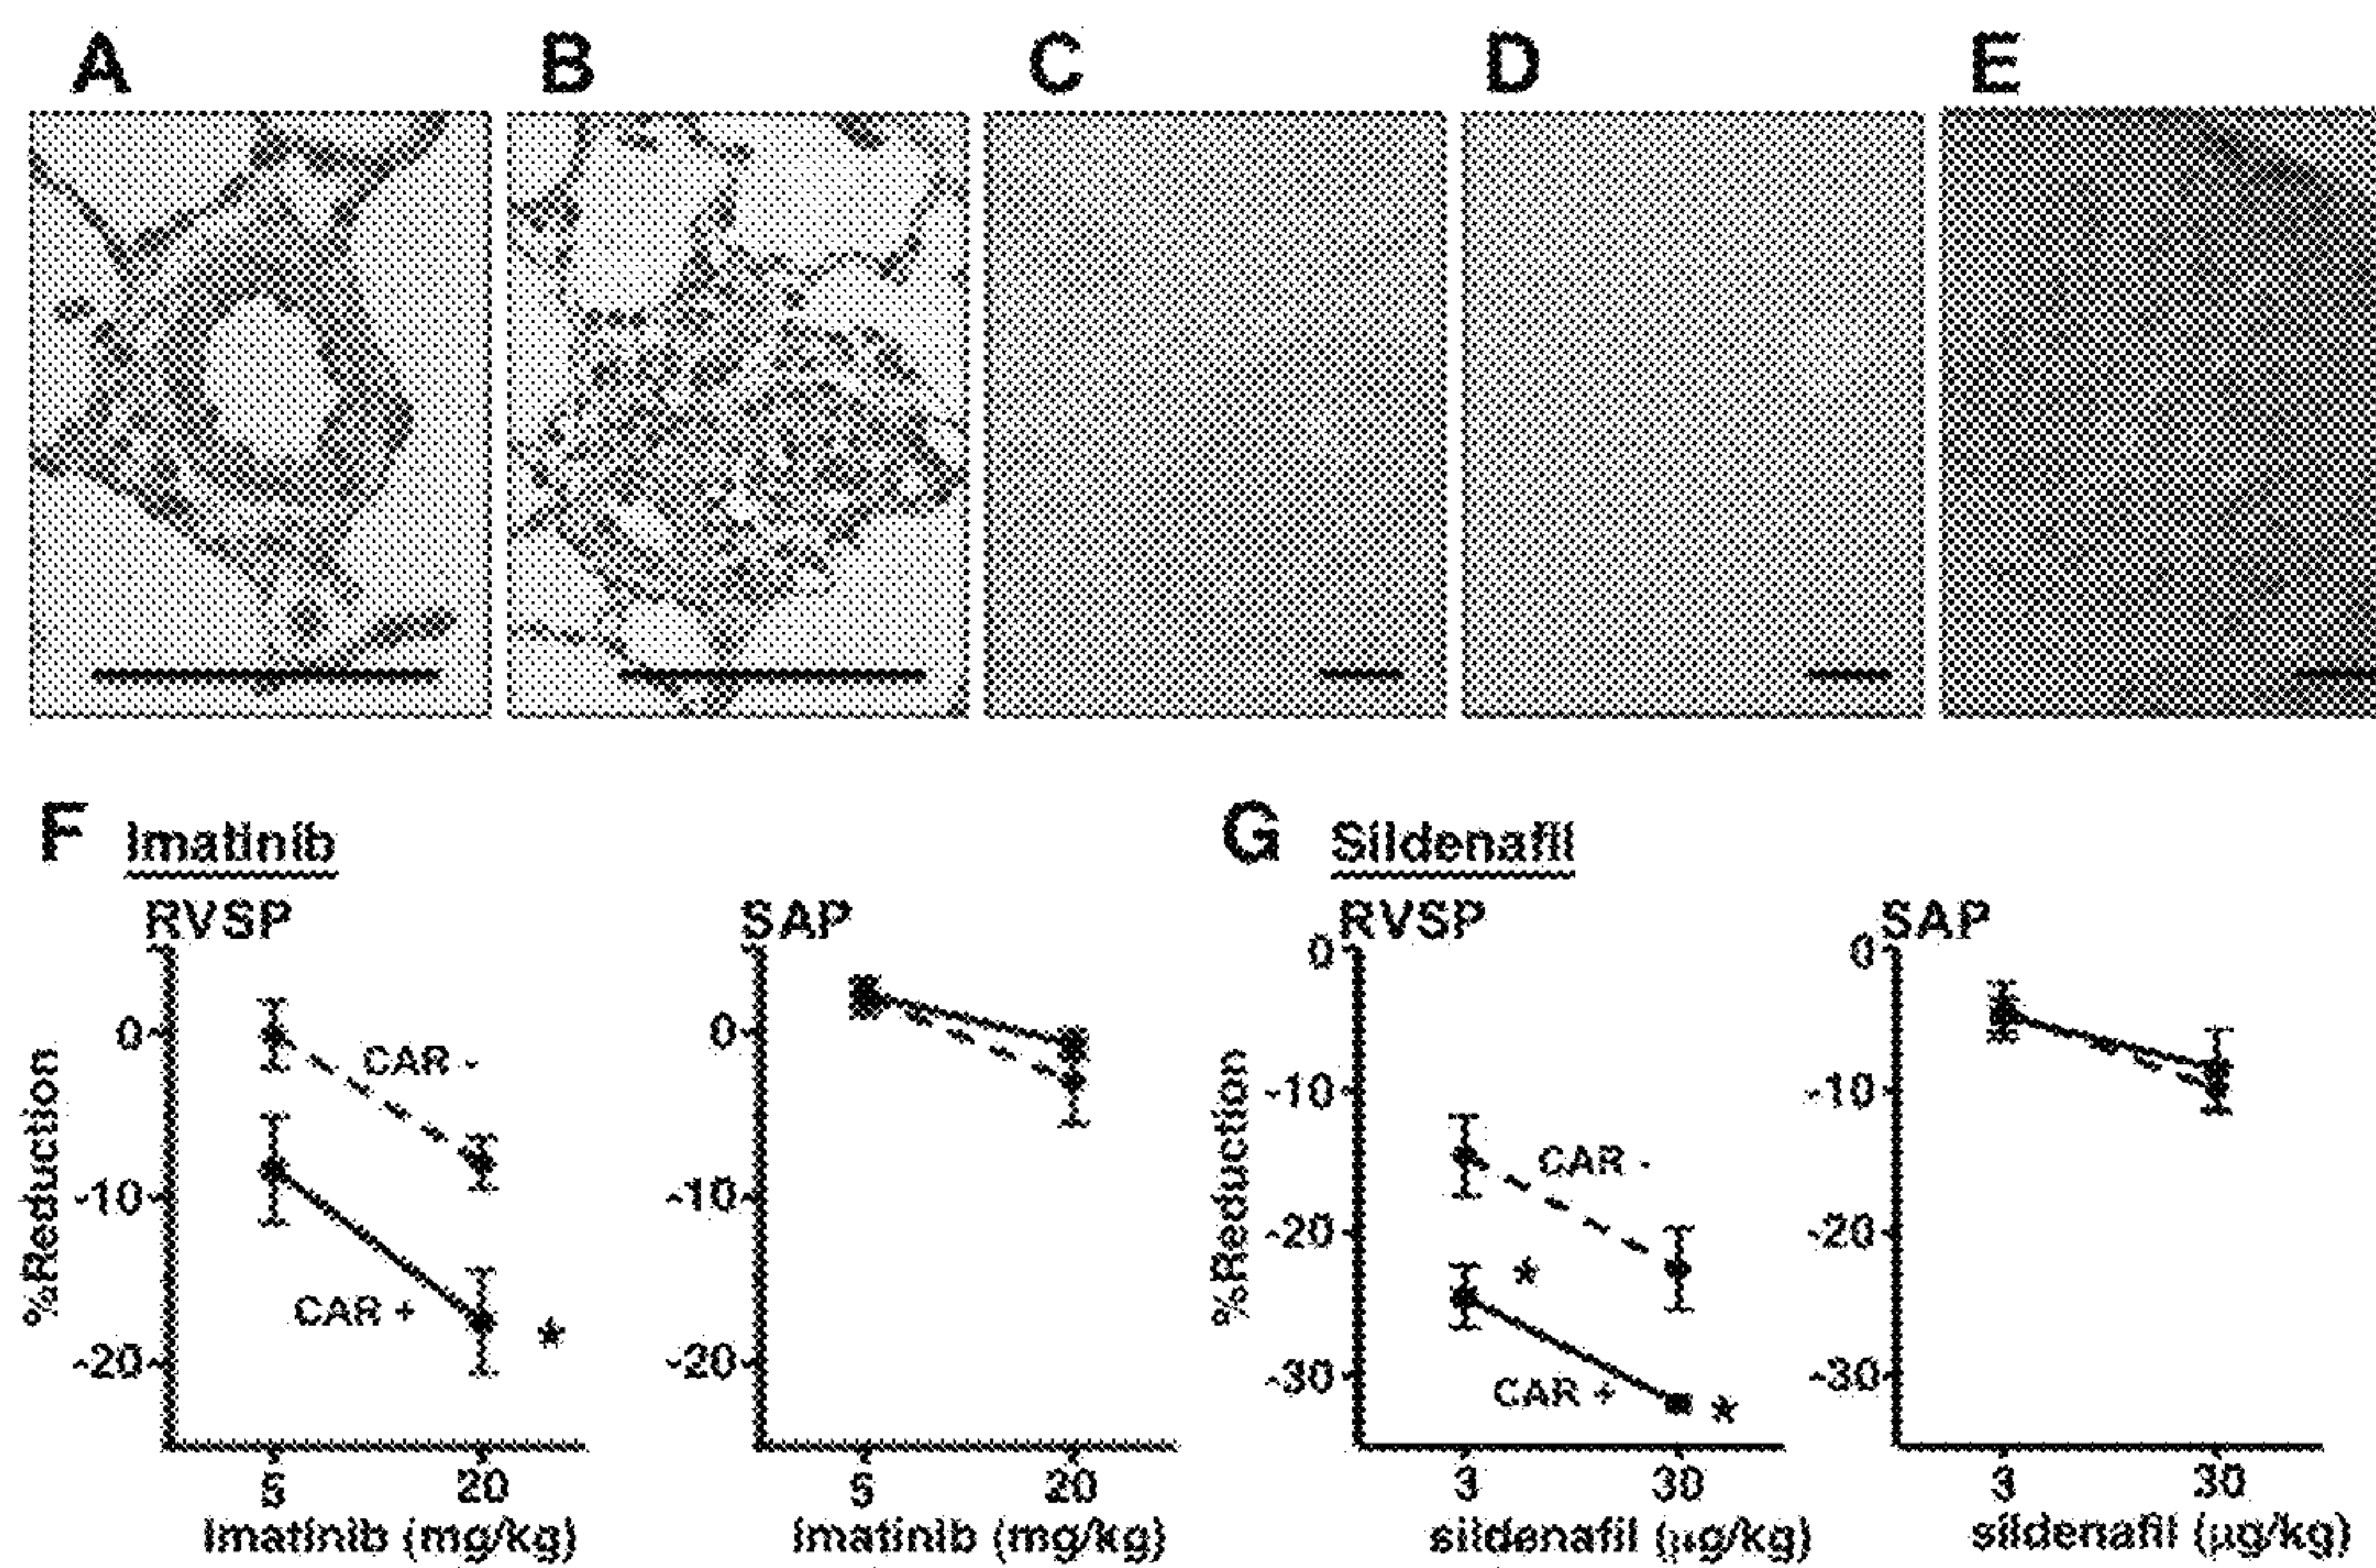 A B C D E
F Imatinib
RVSP
SAP
0
-10
-20
%Reduction
CAR -
CAR +
*
5 20
imatinib (mg/kg)
0
-10
-20
5 20
imatinib (mg/kg)
G Sildenafil
RVSP
SAP
0
-10
-20
-30
%Reduction
CAR -
*
CAR +
*
3 30
sildenafil (µg/kg)
0
-10
-20
-30
3 30
sildenafil (µg/kg)